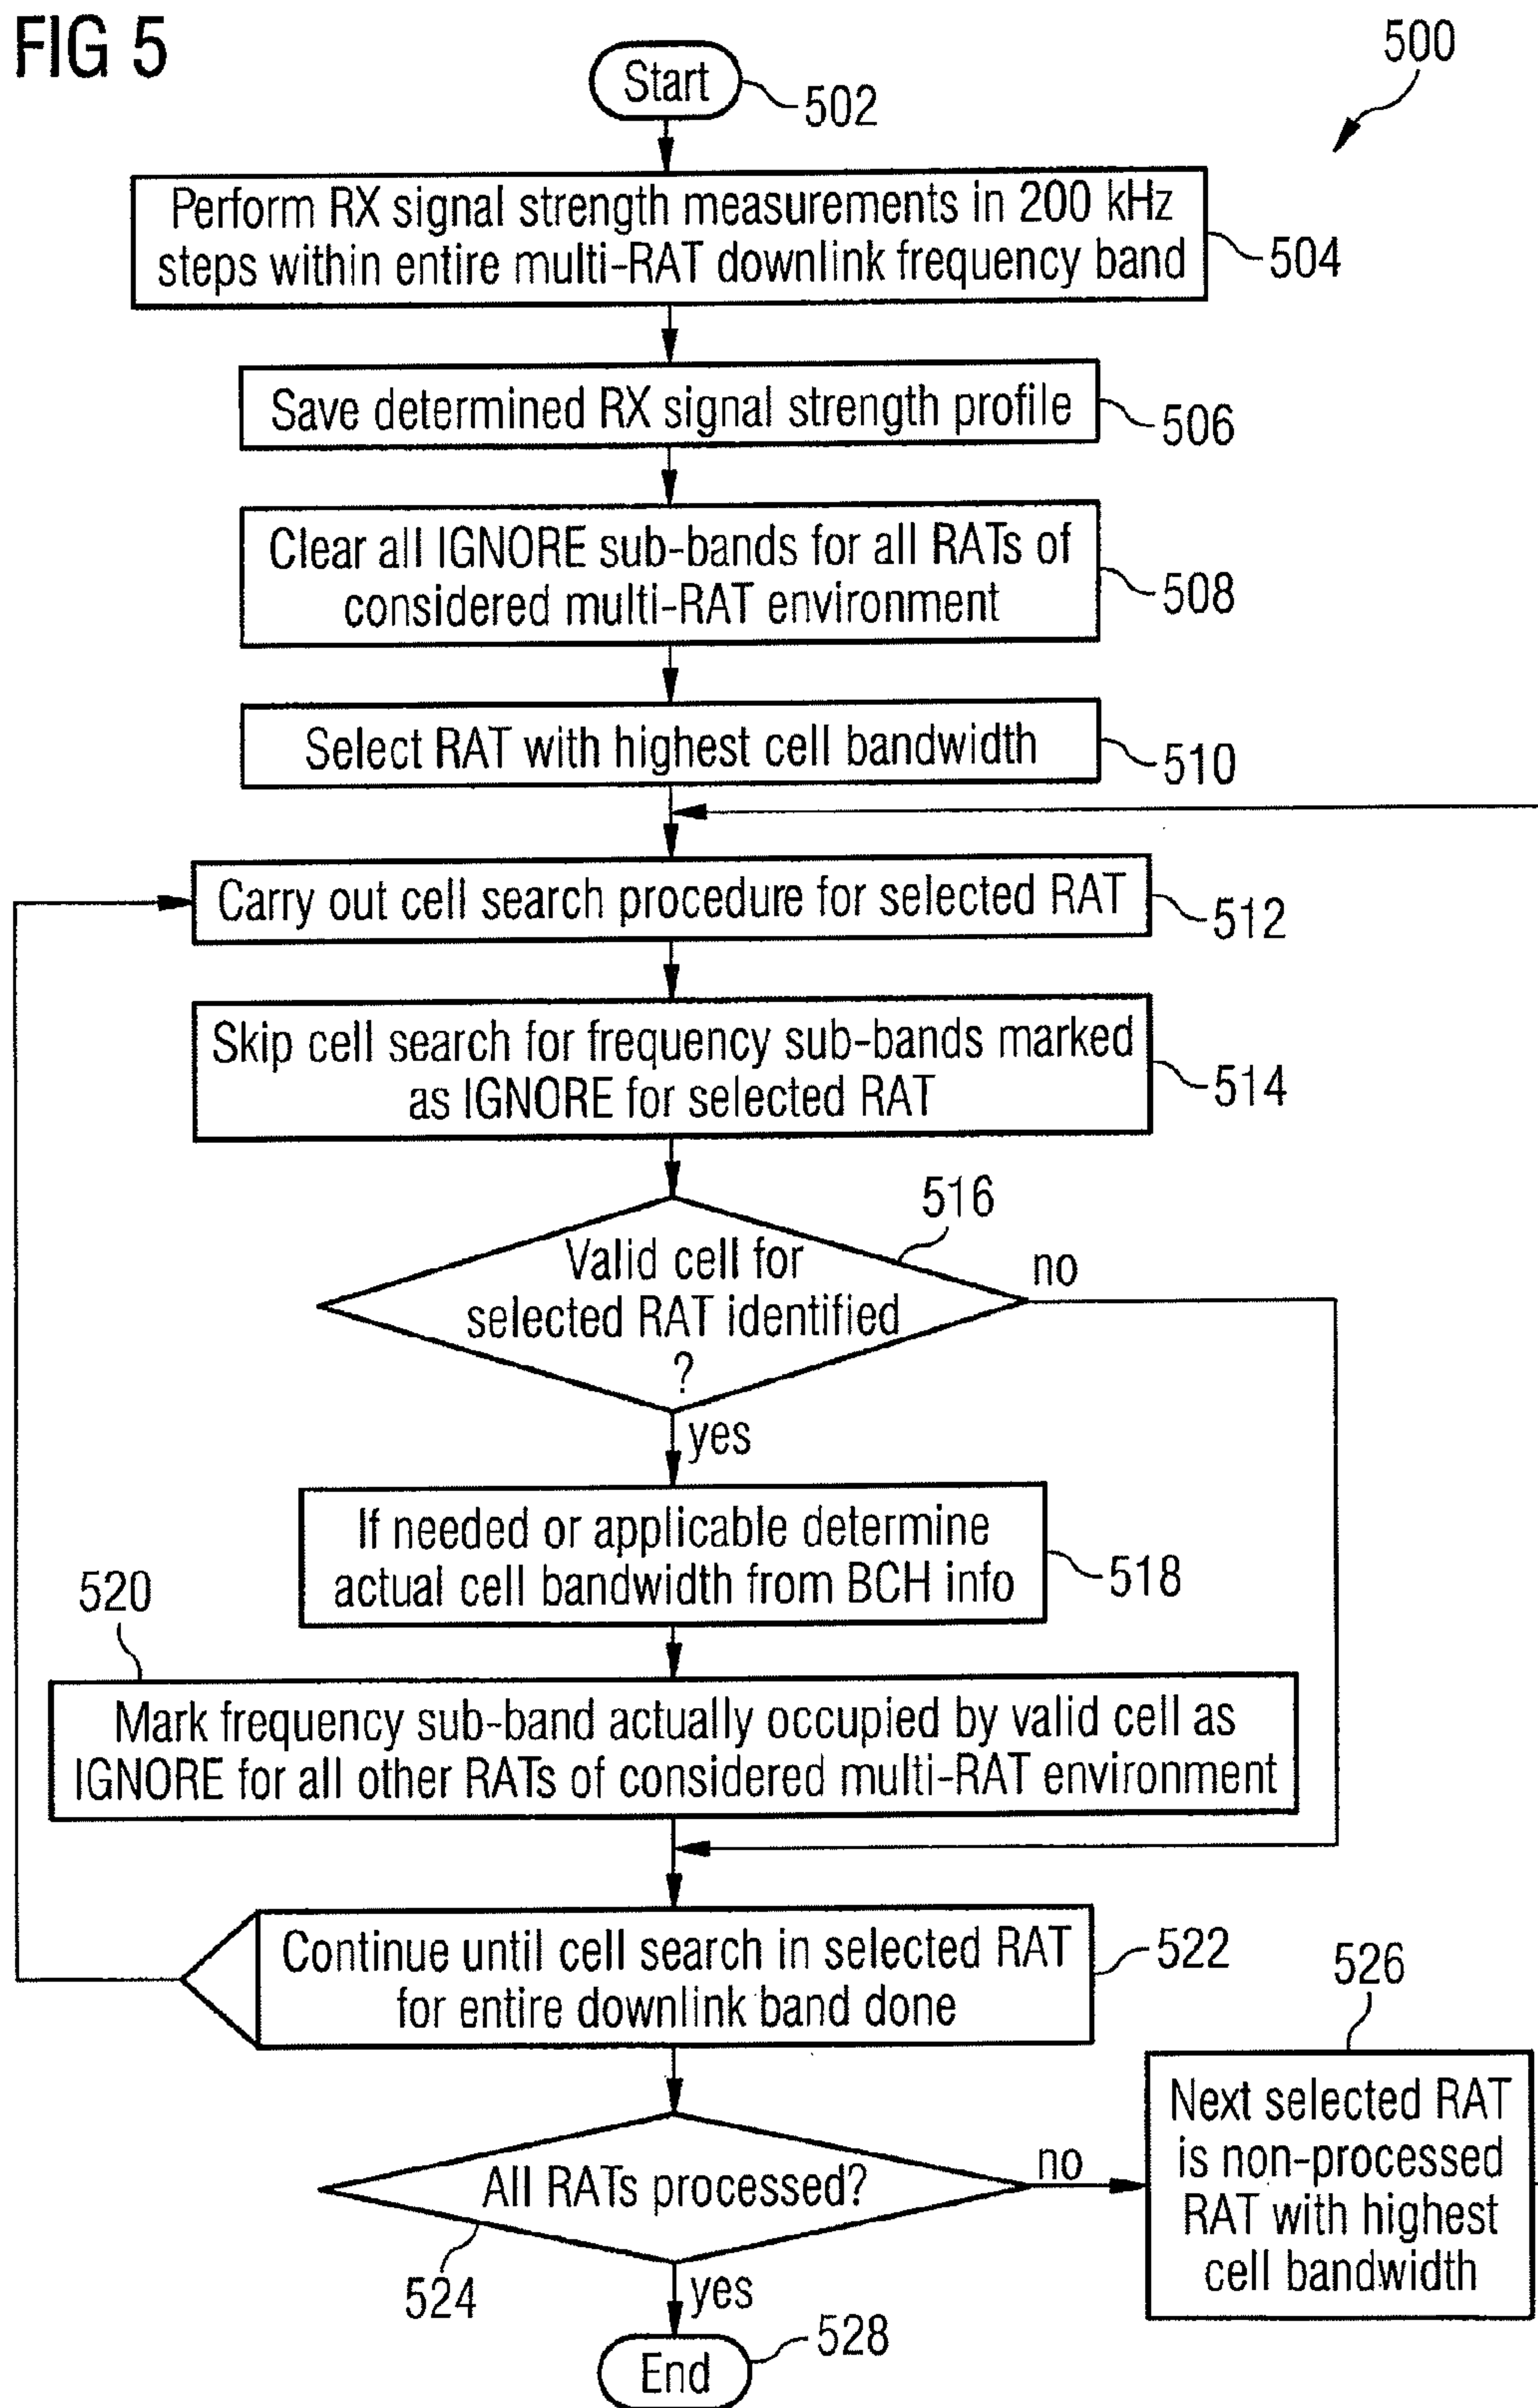 FIG 5
500
Start
502
Perform RX signal strength measurements in 200 kHz
steps within entire multi-RAT downlink frequency band
504
Save determined RX signal strength profile
506
Clear all IGNORE sub-bands for all RATs of
considered multi-RAT environment
508
Select RAT with highest cell bandwidth
510
Carry out cell search procedure for selected RAT
512
Skip cell search for frequency sub-bands marked
as IGNORE for selected RAT
514
516
Valid cell for
selected RAT identified
?
no
yes
If needed or applicable determine
actual cell bandwidth from BCH info
518
520
Mark frequency sub-band actually occupied by valid cell as
IGNORE for all other RATs of considered multi-RAT environment
Continue until cell search in selected RAT
for entire downlink band done
522
526
Next selected RAT
is non-processed
RAT with highest
cell bandwidth
All RATs processed?
no
524
yes
End
528